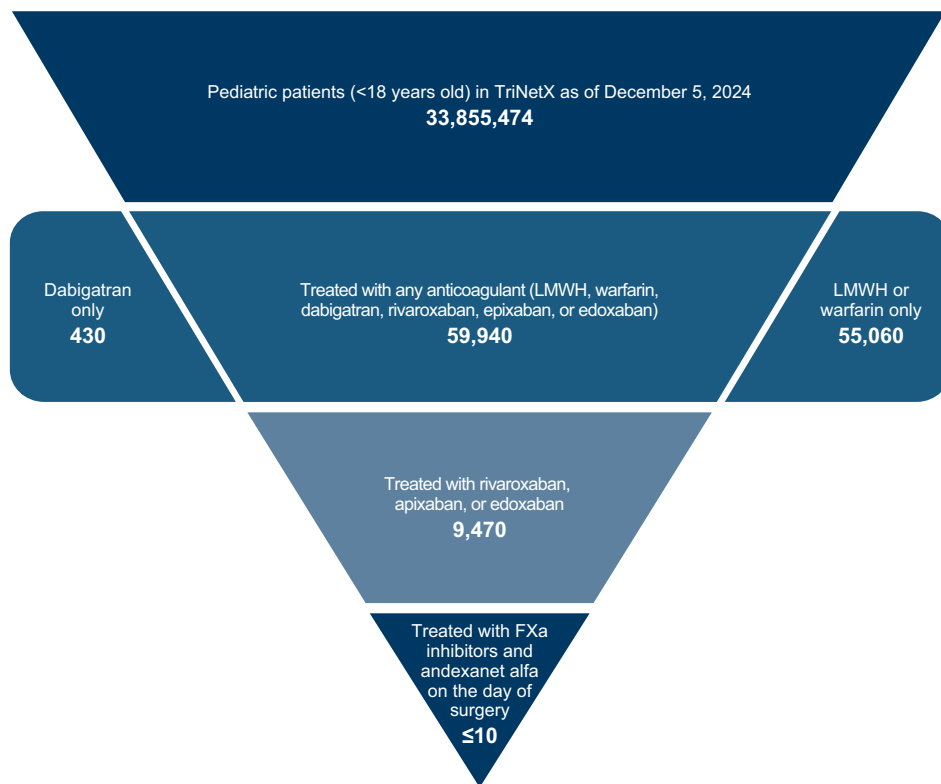 Pediatric patients (<18 years old) in TriNetX as of December 5, 2024
33,855,474
Dabigatran
only
430
Treated with any anticoagulant (LMWH, warfarin,
dabigatran, rivaroxaban, epixaban, or edoxaban)
59,940
LMWH or
warfarin only
55,060
Treated with rivaroxaban,
apixaban, or edoxaban
9,470
Treated with FXa
inhibitors and
andexanet alfa
on the day of
surgery
≤10